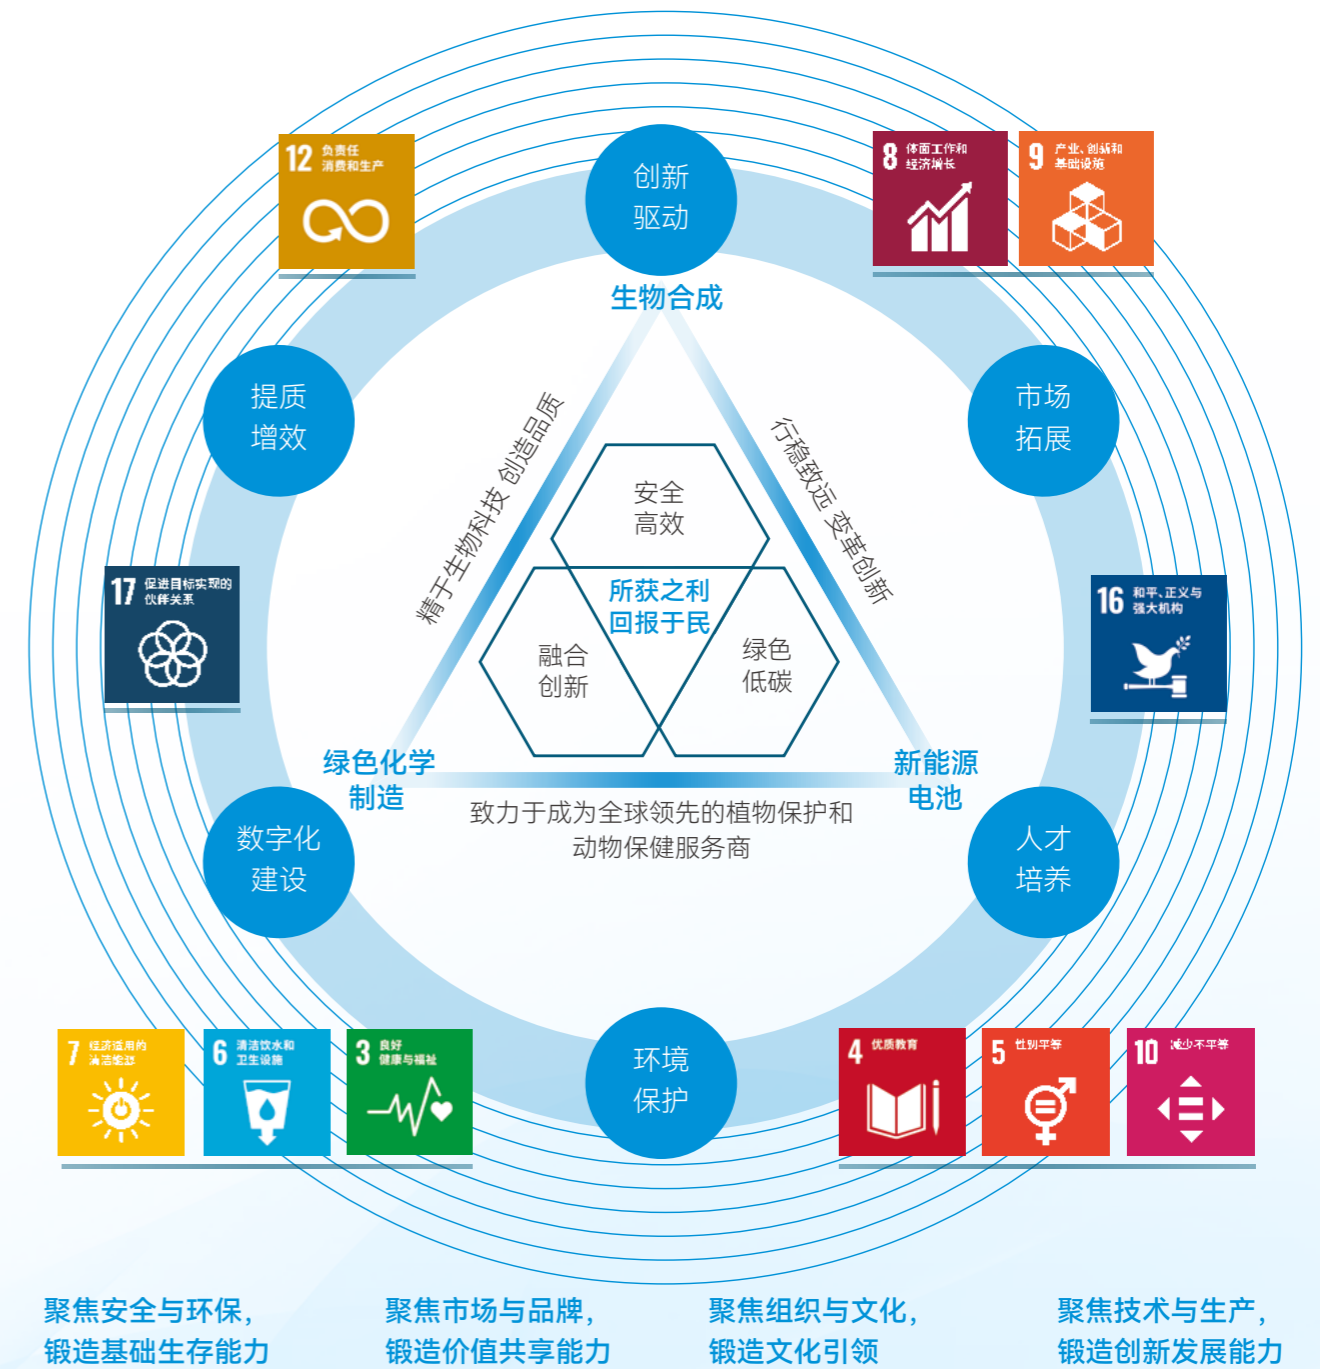 12 负责任
消费和生产
创新
驱动
8 体面工作和
经济增长
9 产业、创新和
基础设施
生物合成
提质
增效
市场
拓展
精于生物科技 创造品质
行稳致远 变革创新
安全
高效
所获之利
回报于民
融合
创新
绿色
低碳
17 促进目标实现的
伙伴关系
16 和平、正义与
强大机构
绿色化学
制造
新能源
电池
致力于成为全球领先的植物保护和
动物保健服务商
数字化
建设
人才
培养
环境
保护
7 经济适用的
清洁能源
6 清洁饮水和
卫生设施
3 良好
健康与福祉
4 优质教育
5 性别平等
10 减少不平等
聚焦安全与环保，
锻造基础生存能力
聚焦市场与品牌，
锻造价值共享能力
聚焦组织与文化，
锻造文化引领
聚焦技术与生产，
锻造创新发展能力